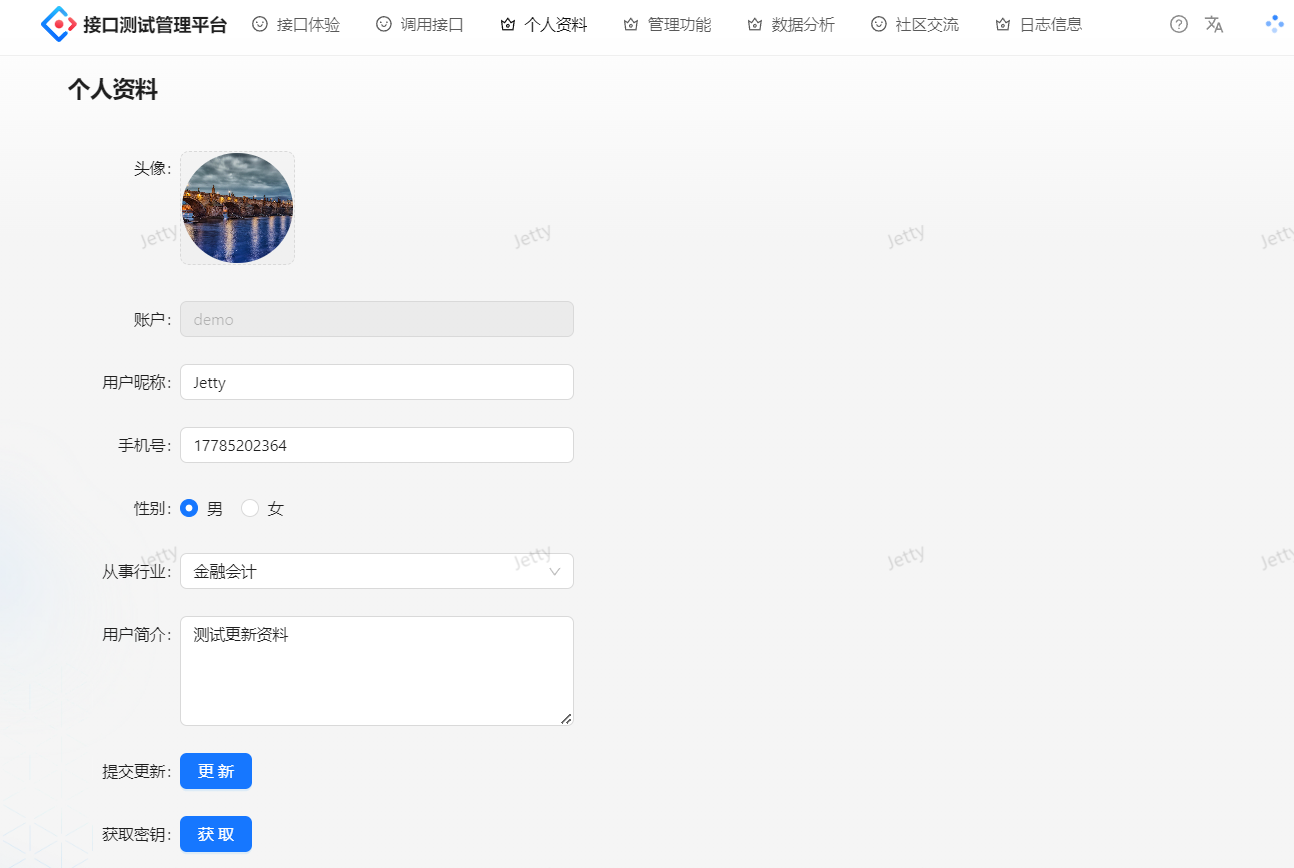 接口测试管理平台 接口体验 调用接口 个人资料 管理功能 数据分析 社区交流 日志信息
个人资料
头像:
Jetty Jetty Jetty Jetty
账户: demo
用户昵称: Jetty
手机号: 17785202364
性别: 男 女
Jetty Jetty Jetty Jetty
从事行业: 金融会计
用户简介: 测试更新资料
提交更新: 更 新
获取密钥: 获 取